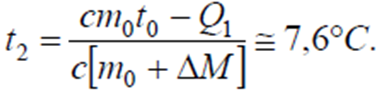 t₂ = (cm₀t₀ − Q₁) / (c[m₀ + ΔM]) ≅ 7,6°C.